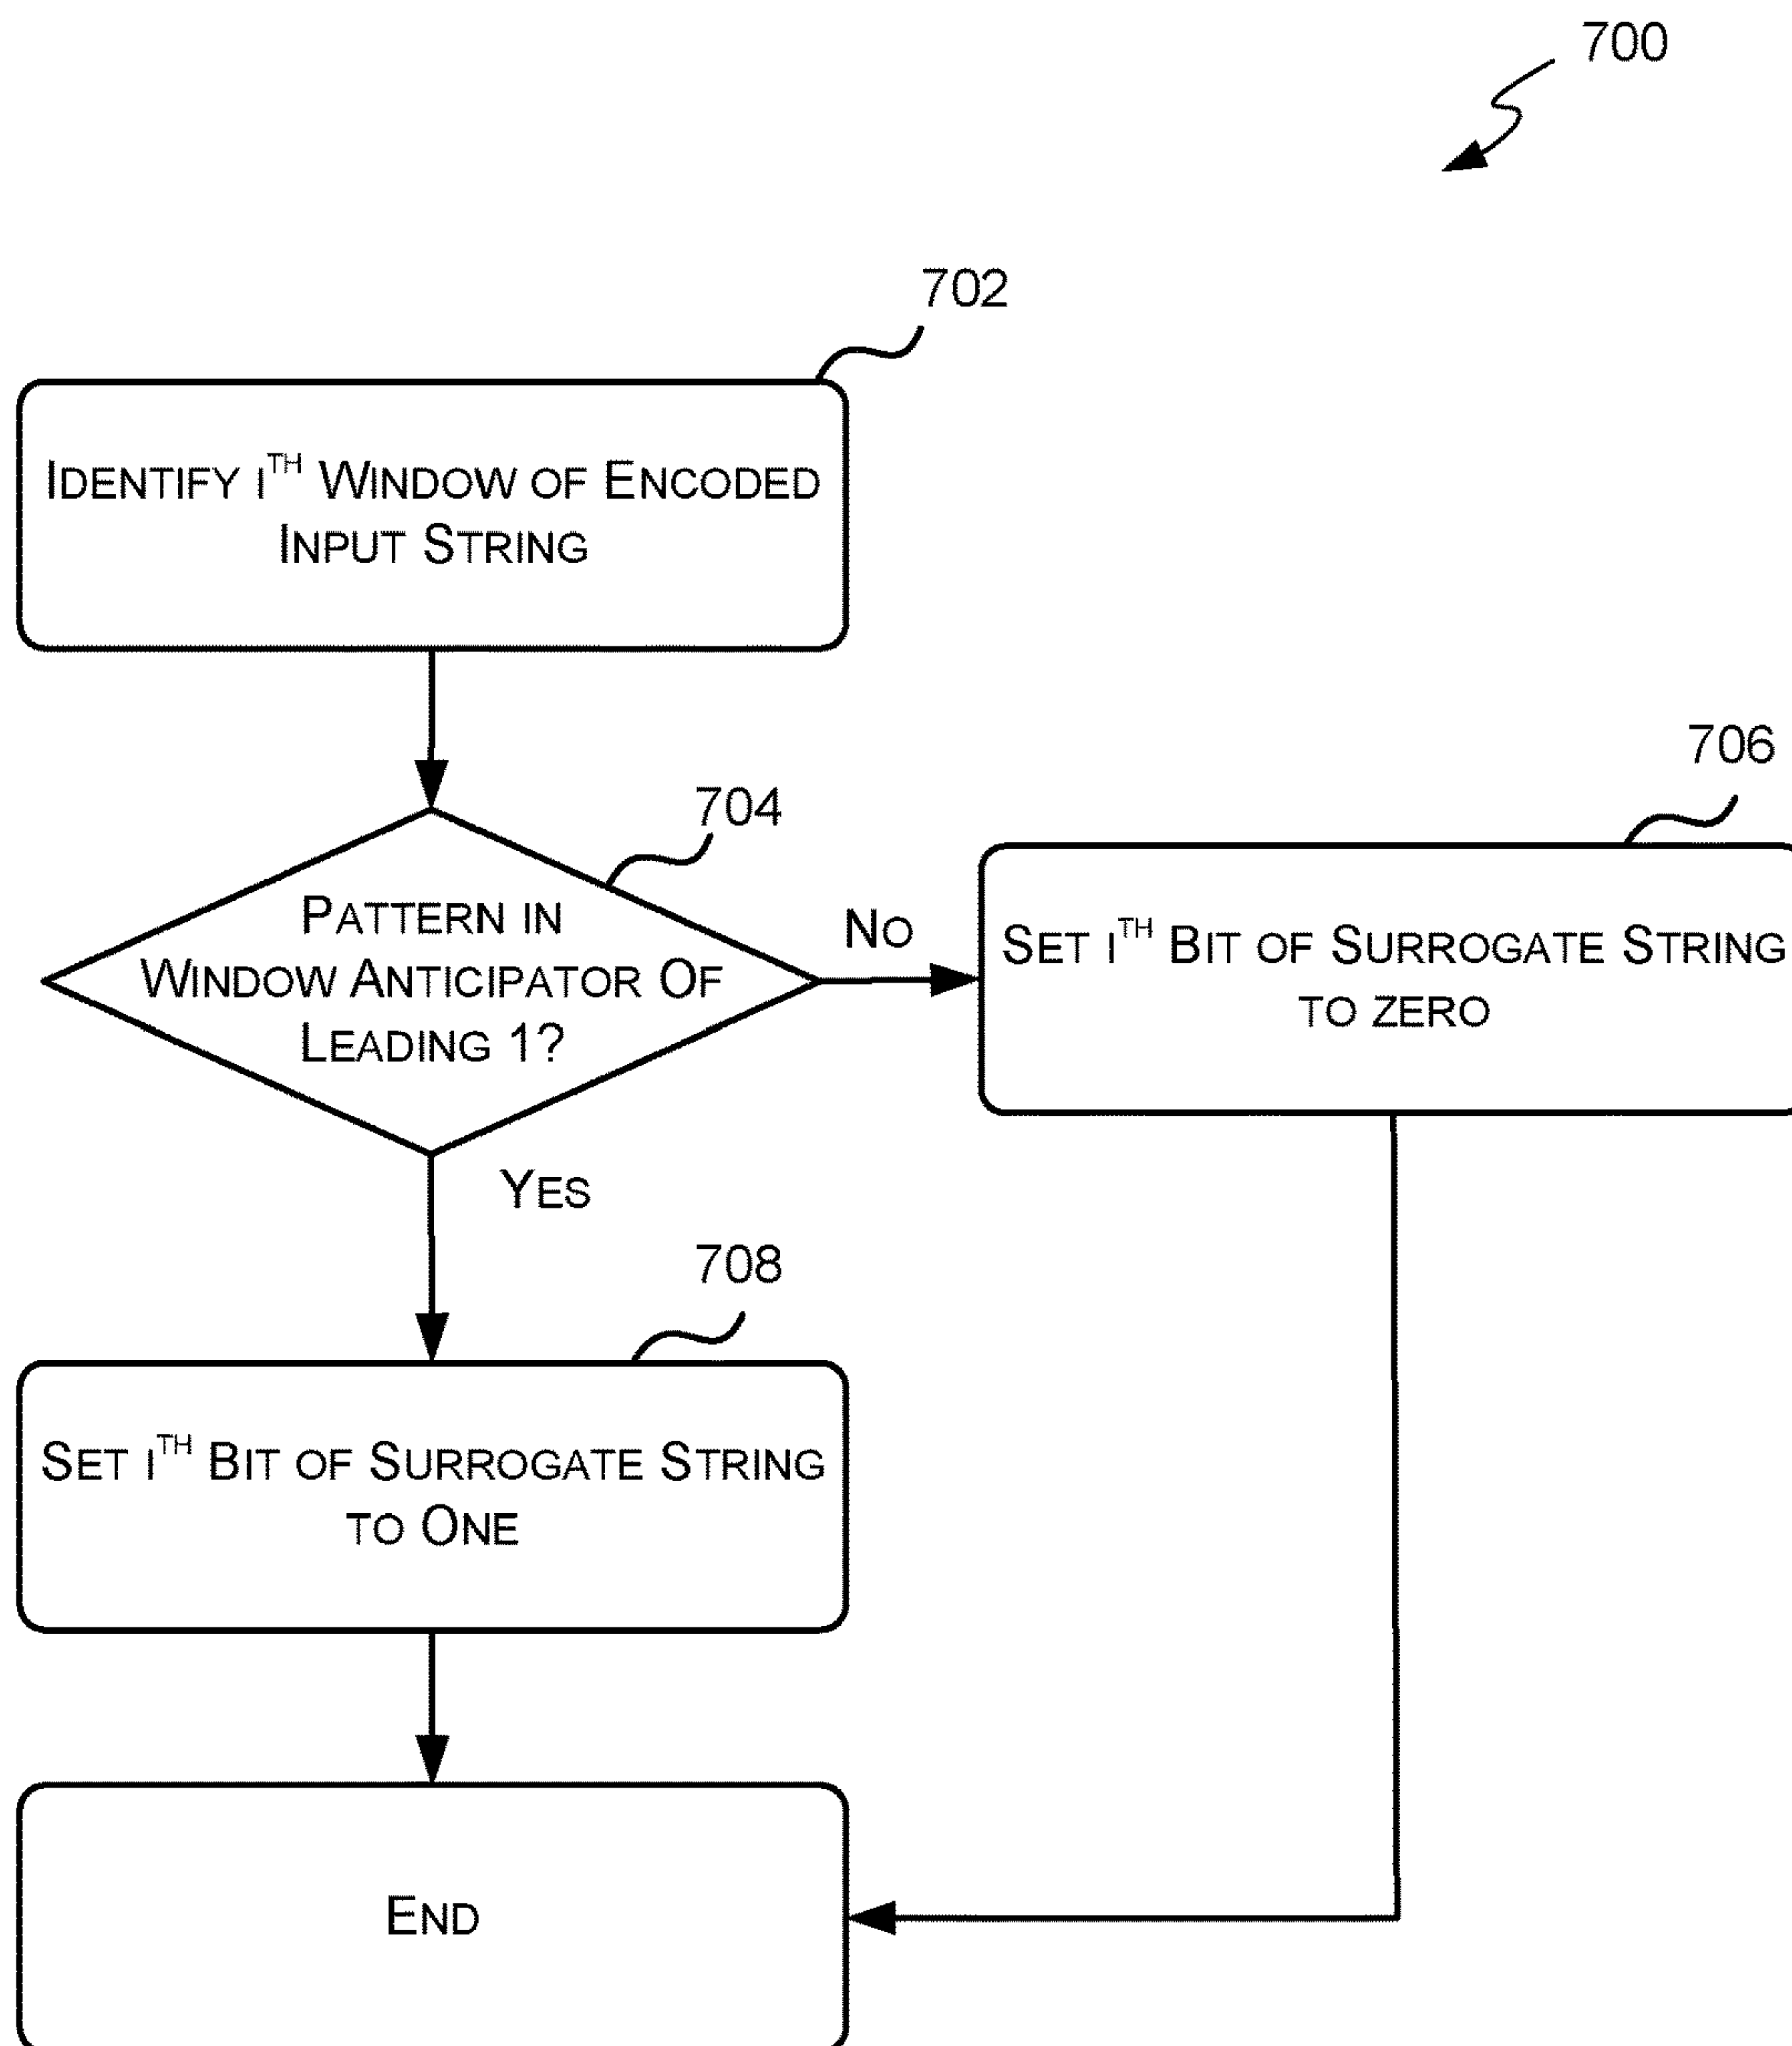 700
702
IDENTIFY ITH WINDOW OF ENCODED
INPUT STRING
704
PATTERN IN
WINDOW ANTICIPATOR OF
LEADING 1?
NO
706
SET ITH BIT OF SURROGATE STRING
TO ZERO
YES
708
SET ITH BIT OF SURROGATE STRING
TO ONE
END